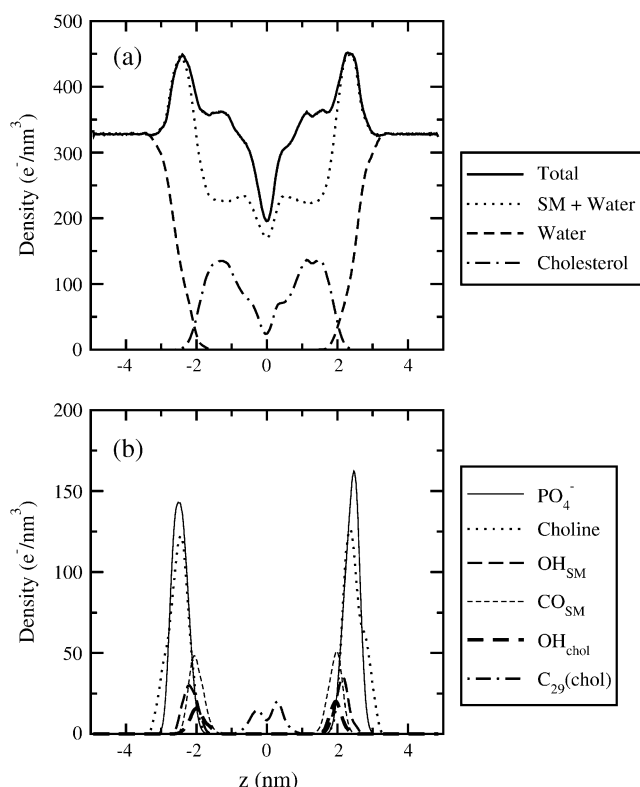 (a)
Density (e⁻/nm³)
500
400
300
200
100
0
-4 -2 0 2 4
Total
SM + Water
Water
Cholesterol
(b)
Density (e⁻/nm³)
200
150
100
50
0
-4 -2 0 2 4
z (nm)
PO₄⁻
Choline
OH_SM
CO_SM
OH_chol
C₂₉(chol)